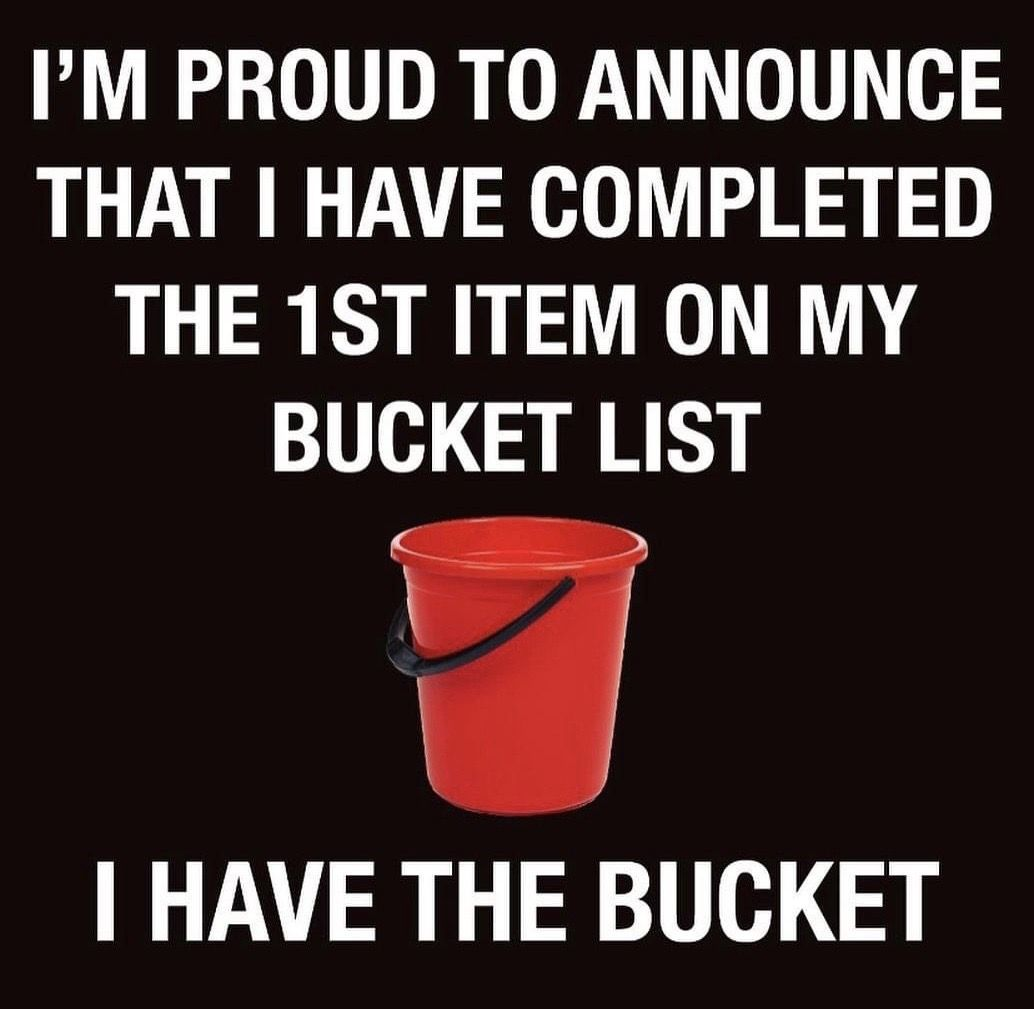 I’M PROUD TO ANNOUNCE
THAT I HAVE COMPLETED
THE 1ST ITEM ON MY
BUCKET LIST
I HAVE THE BUCKET